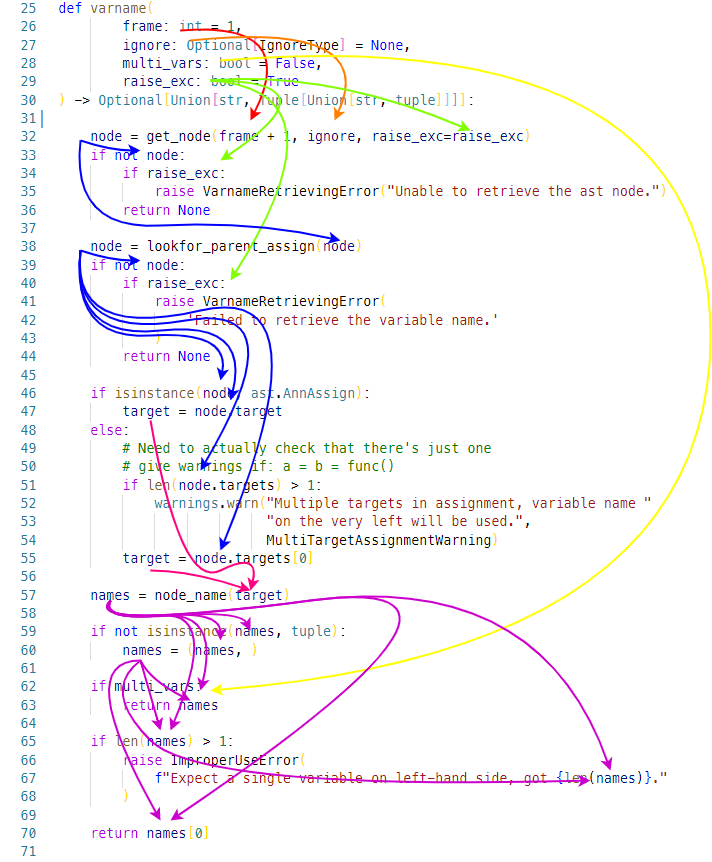 25 def varname(
26 frame: int = 1,
27 ignore: Optional[IgnoreType] = None,
28 multi_vars: bool = False,
29 raise_exc: bool = True
30 ) -> Optional[Union[str, Tuple[Union[str, tuple]]]]:
31
32 node = get_node(frame + 1, ignore, raise_exc=raise_exc)
33 if not node:
34 if raise_exc:
35 raise VarnameRetrievingError("Unable to retrieve the ast node.")
36 return None
37
38 node = lookfor_parent_assign(node)
39 if not node:
40 if raise_exc:
41 raise VarnameRetrievingError(
42 'Failed to retrieve the variable name.'
43 )
44 return None
45
46 if isinstance(node, ast.AnnAssign):
47 target = node.target
48 else:
49 # Need to actually check that there's just one
50 # give warnings if: a = b = func()
51 if len(node.targets) > 1:
52 warnings.warn("Multiple targets in assignment, variable name "
53 "on the very left will be used.",
54 MultiTargetAssignmentWarning)
55 target = node.targets[0]
56
57 names = node_name(target)
58
59 if not isinstance(names, tuple):
60 names = (names, )
61
62 if multi_vars:
63 return names
64
65 if len(names) > 1:
66 raise ImproperUseError(
67 f"Expect a single variable on left-hand side, got {len(names)}."
68 )
69
70 return names[0]
71